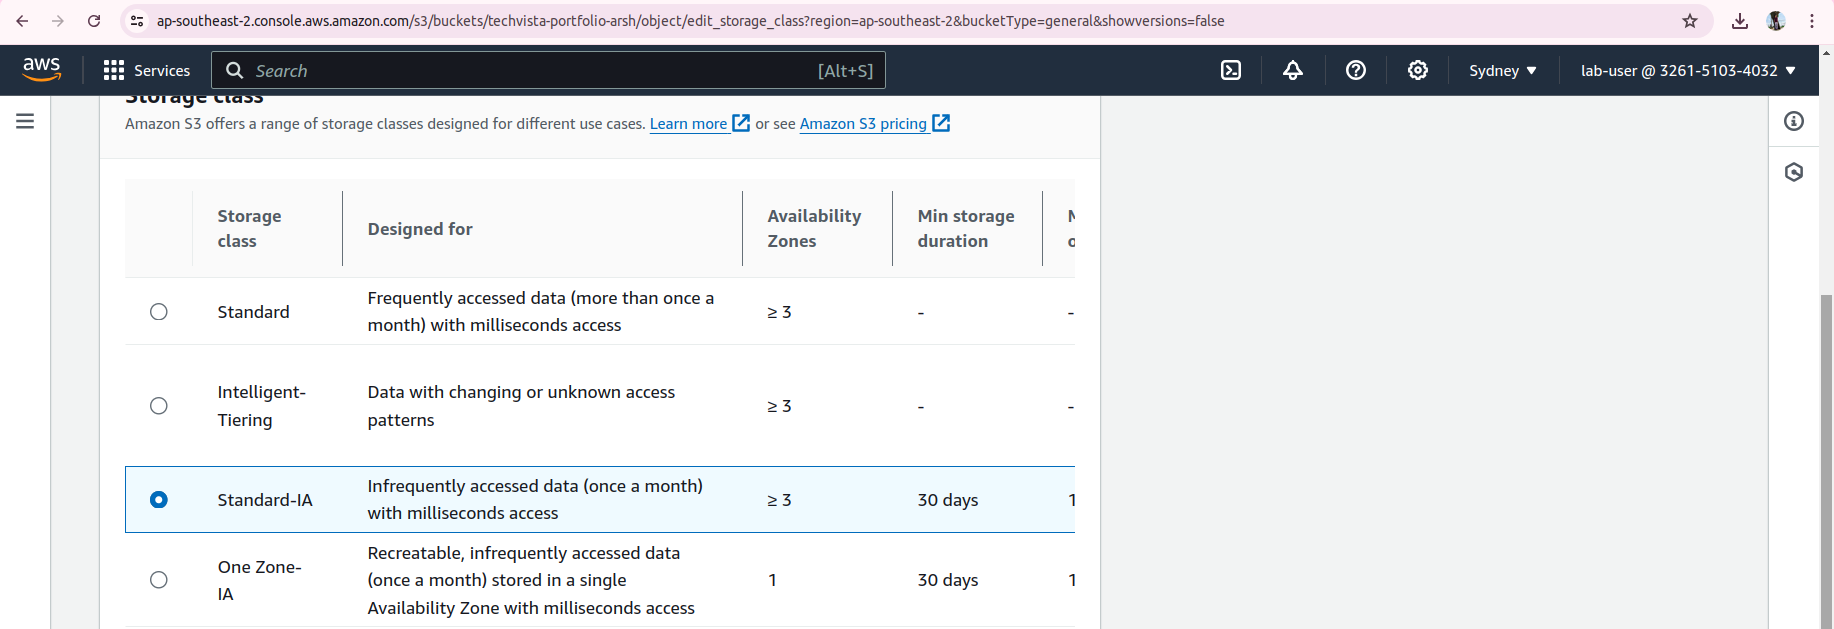 ap-southeast-2.console.aws.amazon.com/s3/buckets/techvista-portfolio-arsh/object/edit_storage_class?region=ap-southeast-2&bucketType=general&showversions=false
aws
Services
Search
[Alt+S]
Sydney
lab-user @ 3261-5103-4032
Storage class
Amazon S3 offers a range of storage classes designed for different use cases. Learn more or see Amazon S3 pricing
Storage class
Designed for
Availability Zones
Min storage duration
Standard
Frequently accessed data (more than once a
month) with milliseconds access
≥ 3
-
-
Intelligent-
Tiering
Data with changing or unknown access
patterns
≥ 3
-
-
Standard-IA
Infrequently accessed data (once a month)
with milliseconds access
≥ 3
30 days
1
One Zone-
IA
Recreatable, infrequently accessed data
(once a month) stored in a single
Availability Zone with milliseconds access
1
30 days
1